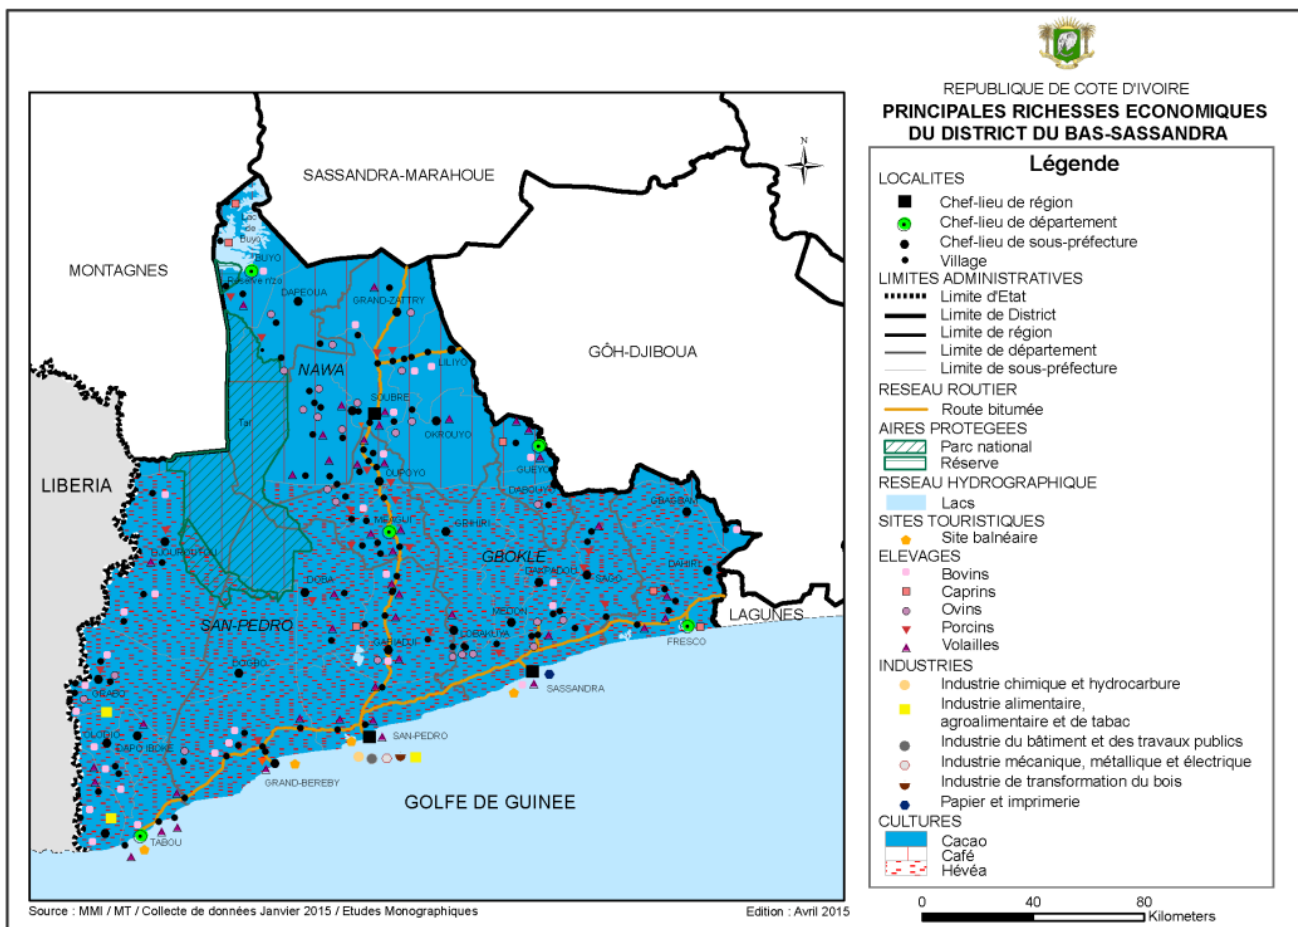 REPUBLIQUE DE COTE D'IVOIRE
PRINCIPALES RICHESSES ECONOMIQUES
DU DISTRICT DU BAS-SASSANDRA
Légende
LOCALITES
Chef-lieu de région
Chef-lieu de département
Chef-lieu de sous-préfecture
Village
LIMITES ADMINISTRATIVES
Limite d'Etat
Limite de District
Limite de région
Limite de département
Limite de sous-préfecture
RESEAU ROUTIER
Route bitumée
AIRES PROTEGEES
Parc national
Réserve
RESEAU HYDROGRAPHIQUE
Lacs
SITES TOURISTIQUES
Site balnéaire
ELEVAGES
Bovins
Caprins
Ovins
Porcins
Volailles
INDUSTRIES
Industrie chimique et hydrocarbure
Industrie alimentaire,
agroalimentaire et de tabac
Industrie du bâtiment et des travaux publics
Industrie mécanique, métallique et électrique
Industrie de transformation du bois
Papier et imprimerie
CULTURES
Cacao
Café
Hévéa
0 40 80
Kilometers
N
SASSANDRA-MARAHOUE
MONTAGNES
GÔH-DJIBOUA
LIBERIA
LAGUNES
GOLFE DE GUINEE
Lac
de
Buyo
BUYO
Réserve n'zo
DAPEOUA
GRAND-ZATTRY
LILIYO
NAWA
SOUBRE
OKROUYO
Taï
GUEYO
OUPOYO
DABOUYO
MEAGUI
GRIHIRI
GBOKLE
DAHIRI
SAGO
DOBA
MEDON
SAN-PEDRO
LOBAKUYA
GABIADJI
FRESCO
DOGBO
SASSANDRA
GRABO
OLODIO
DAPO IBOKE
SAN-PEDRO
GRAND-BEREBY
TABOU
Source : MMI / MT / Collecte de données Janvier 2015 / Etudes Monographiques
Edition : Avril 2015